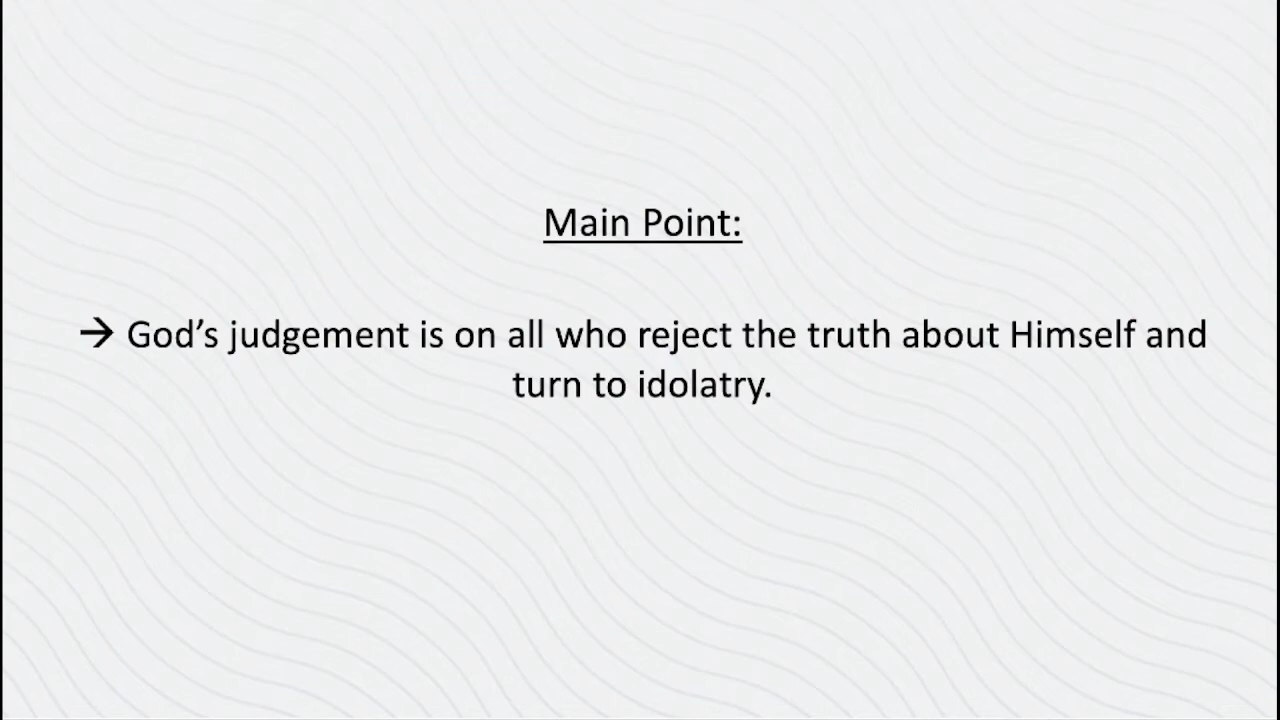 Main Point:
→ God’s judgement is on all who reject the truth about Himself and
turn to idolatry.